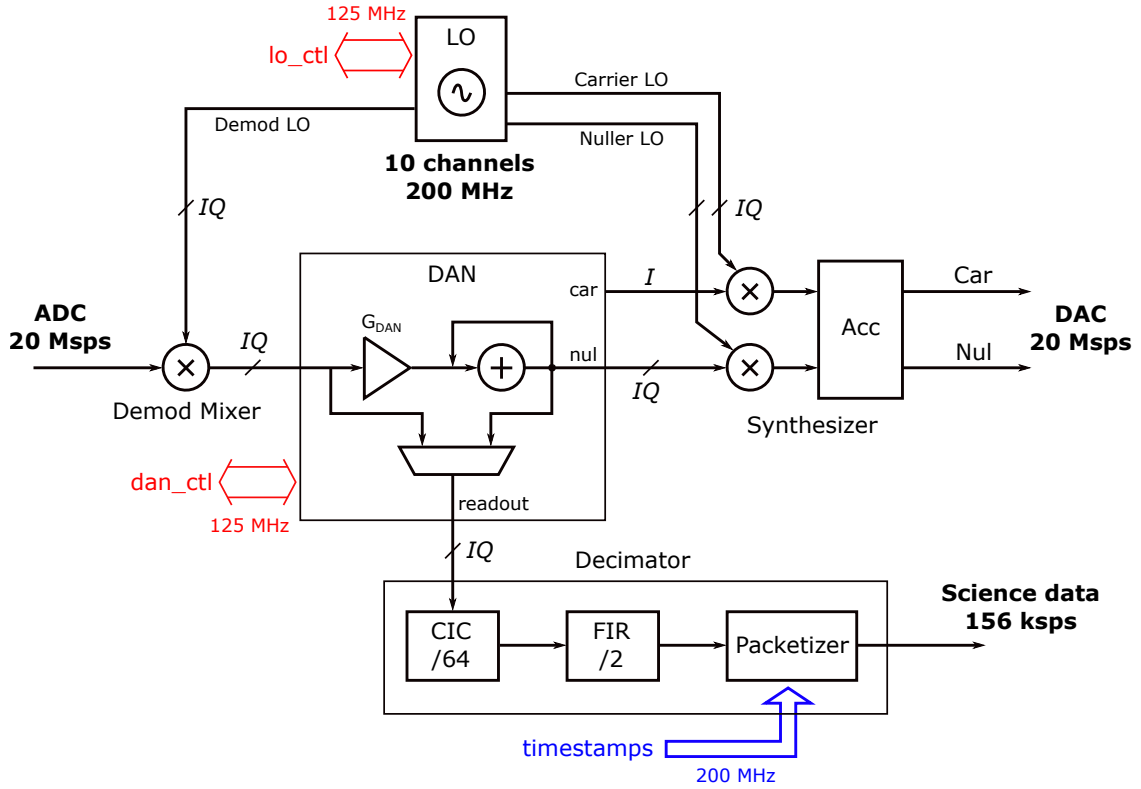 125 MHz
lo_ctl
LO
Carrier LO
Demod LO
Nuller LO
10 channels
200 MHz
IQ
IQ
DAN
car
I
Car
ADC
20 Msps
IQ
G_DAN
Acc
DAC
20 Msps
nul
IQ
Nul
Demod Mixer
Synthesizer
dan_ctl
125 MHz
readout
IQ
Decimator
Science data
156 ksps
CIC
/64
FIR
/2
Packetizer
timestamps
200 MHz